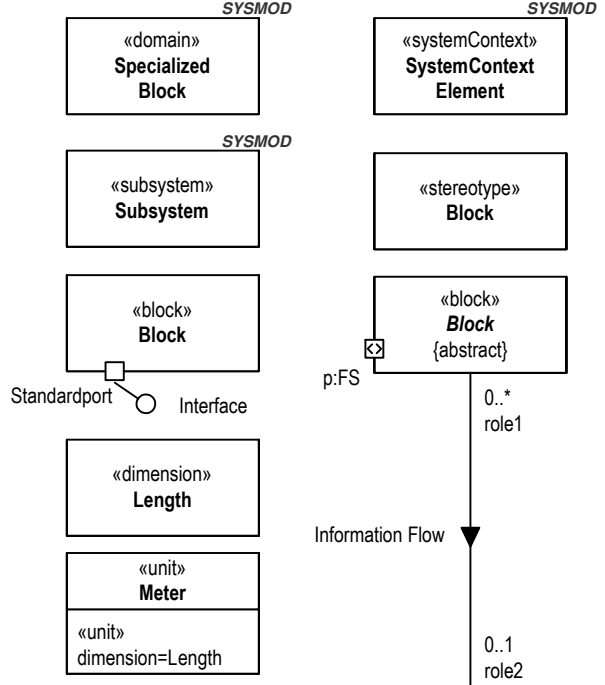 SYSMOD
«domain»
Specialized
Block
SYSMOD
«systemContext»
SystemContext
Element
SYSMOD
«subsystem»
Subsystem
«stereotype»
Block
«block»
Block
Standardport
Interface
«block»
Block
{abstract}
p:FS
0..*
role1
«dimension»
Length
Information Flow
«unit»
Meter
«unit»
dimension=Length
0..1
role2